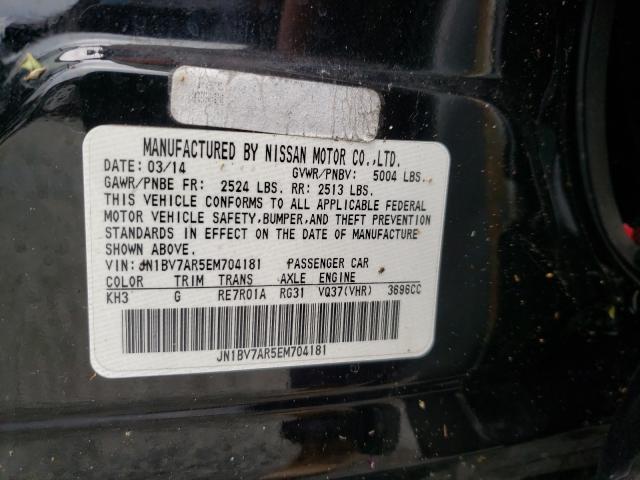 MANUFACTURED BY NISSAN MOTOR CO.,LTD.
DATE: 03/14 GVWR/PNBV: 5004 LBS.
GAWR/PNBE FR: 2524 LBS. RR: 2513 LBS.
THIS VEHICLE CONFORMS TO ALL APPLICABLE FEDERAL
MOTOR VEHICLE SAFETY,BUMPER,AND THEFT PREVENTION
STANDARDS IN EFFECT ON THE DATE OF MANUFACTURE
SHOWN ABOVE.
VIN: JN1BV7AR5EM704181 PASSENGER CAR
COLOR TRIM TRANS AXLE ENGINE
KH3 G RE7R01A RG31 VQ37(VHR) 3696CC
JN1BV7AR5EM704181